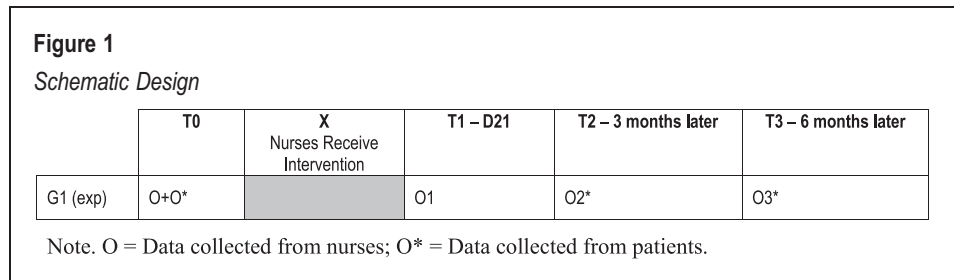 Figure 1
Schematic Design
T0
X
Nurses Receive
Intervention
T1 – D21
T2 – 3 months later
T3 – 6 months later
G1 (exp)
O+O*
O1
O2*
O3*
Note. O = Data collected from nurses; O* = Data collected from patients.